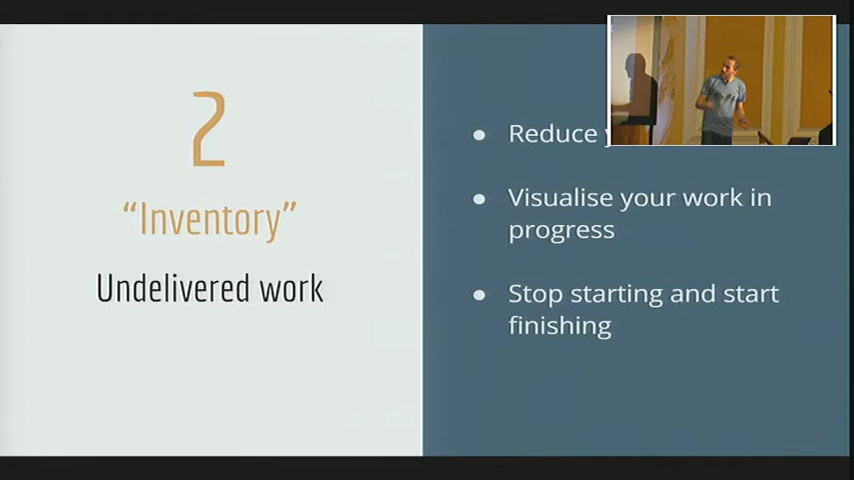 2
“Inventory”
Undelivered work
● Reduce
● Visualise your work in
progress
● Stop starting and start
finishing